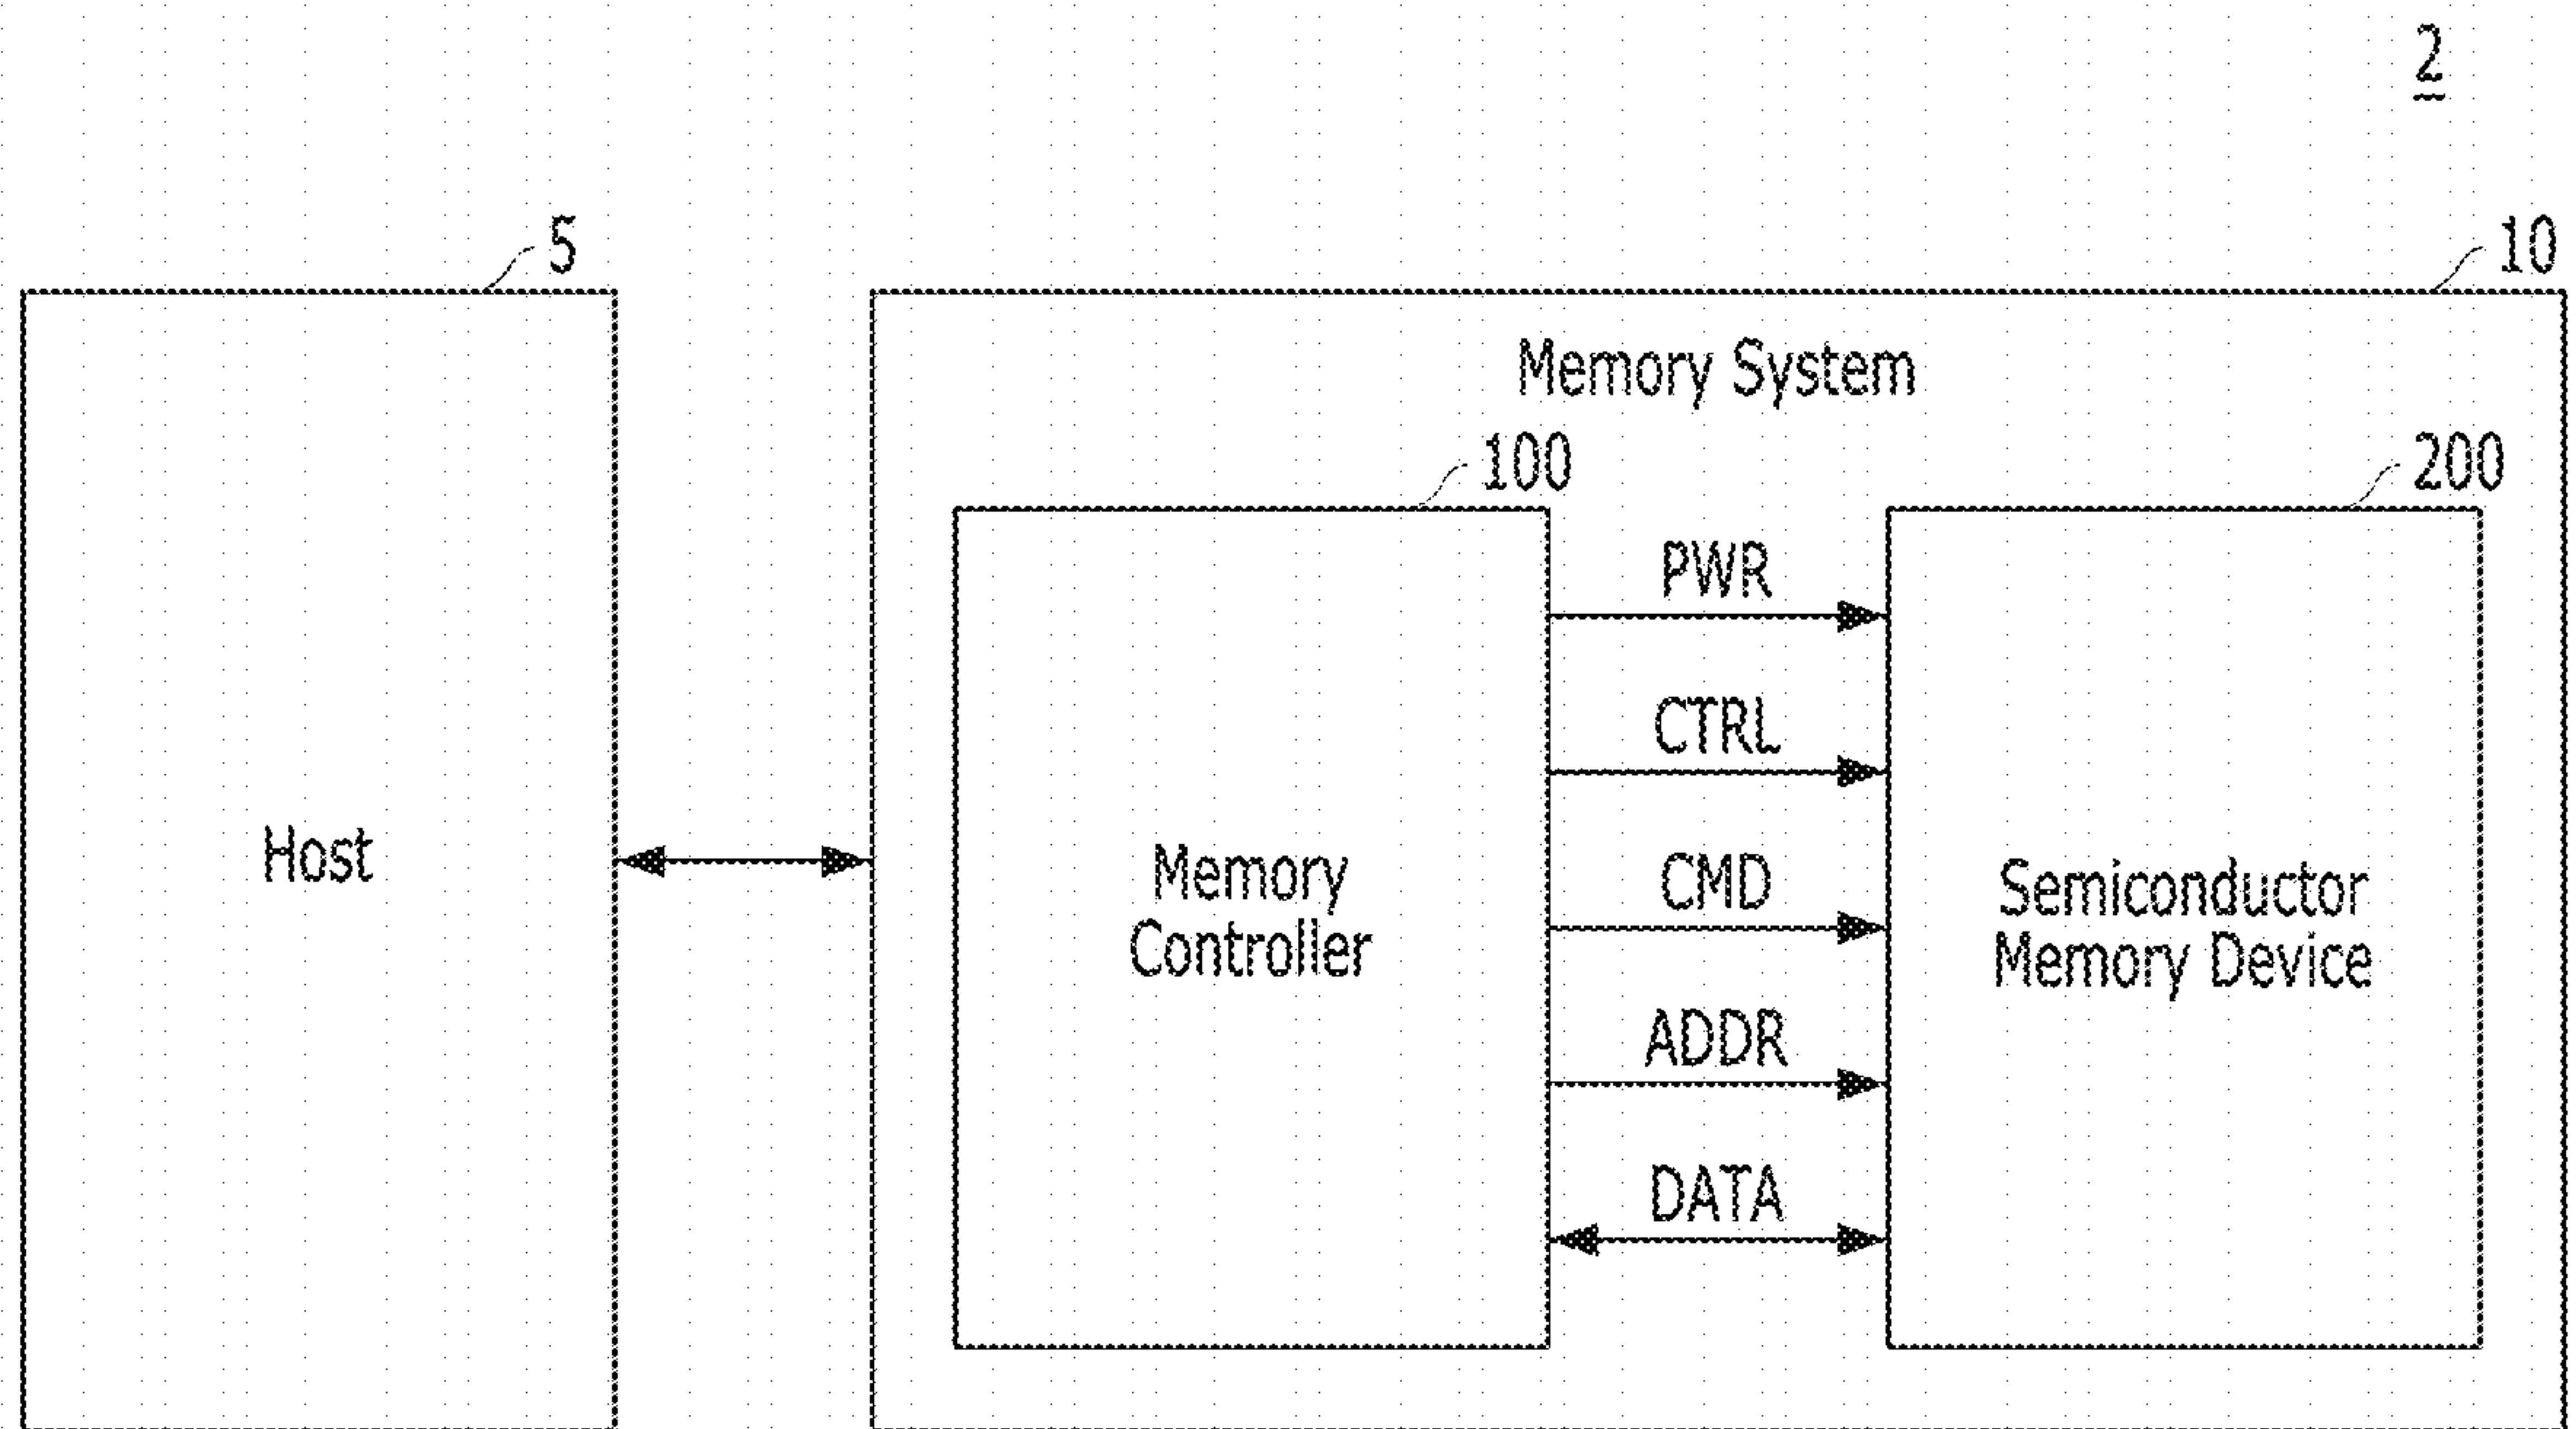 2
5
10
Memory System
100
200
PWR
CTRL
Host
CMD
Memory
Controller
Semiconductor
Memory Device
ADDR
DATA